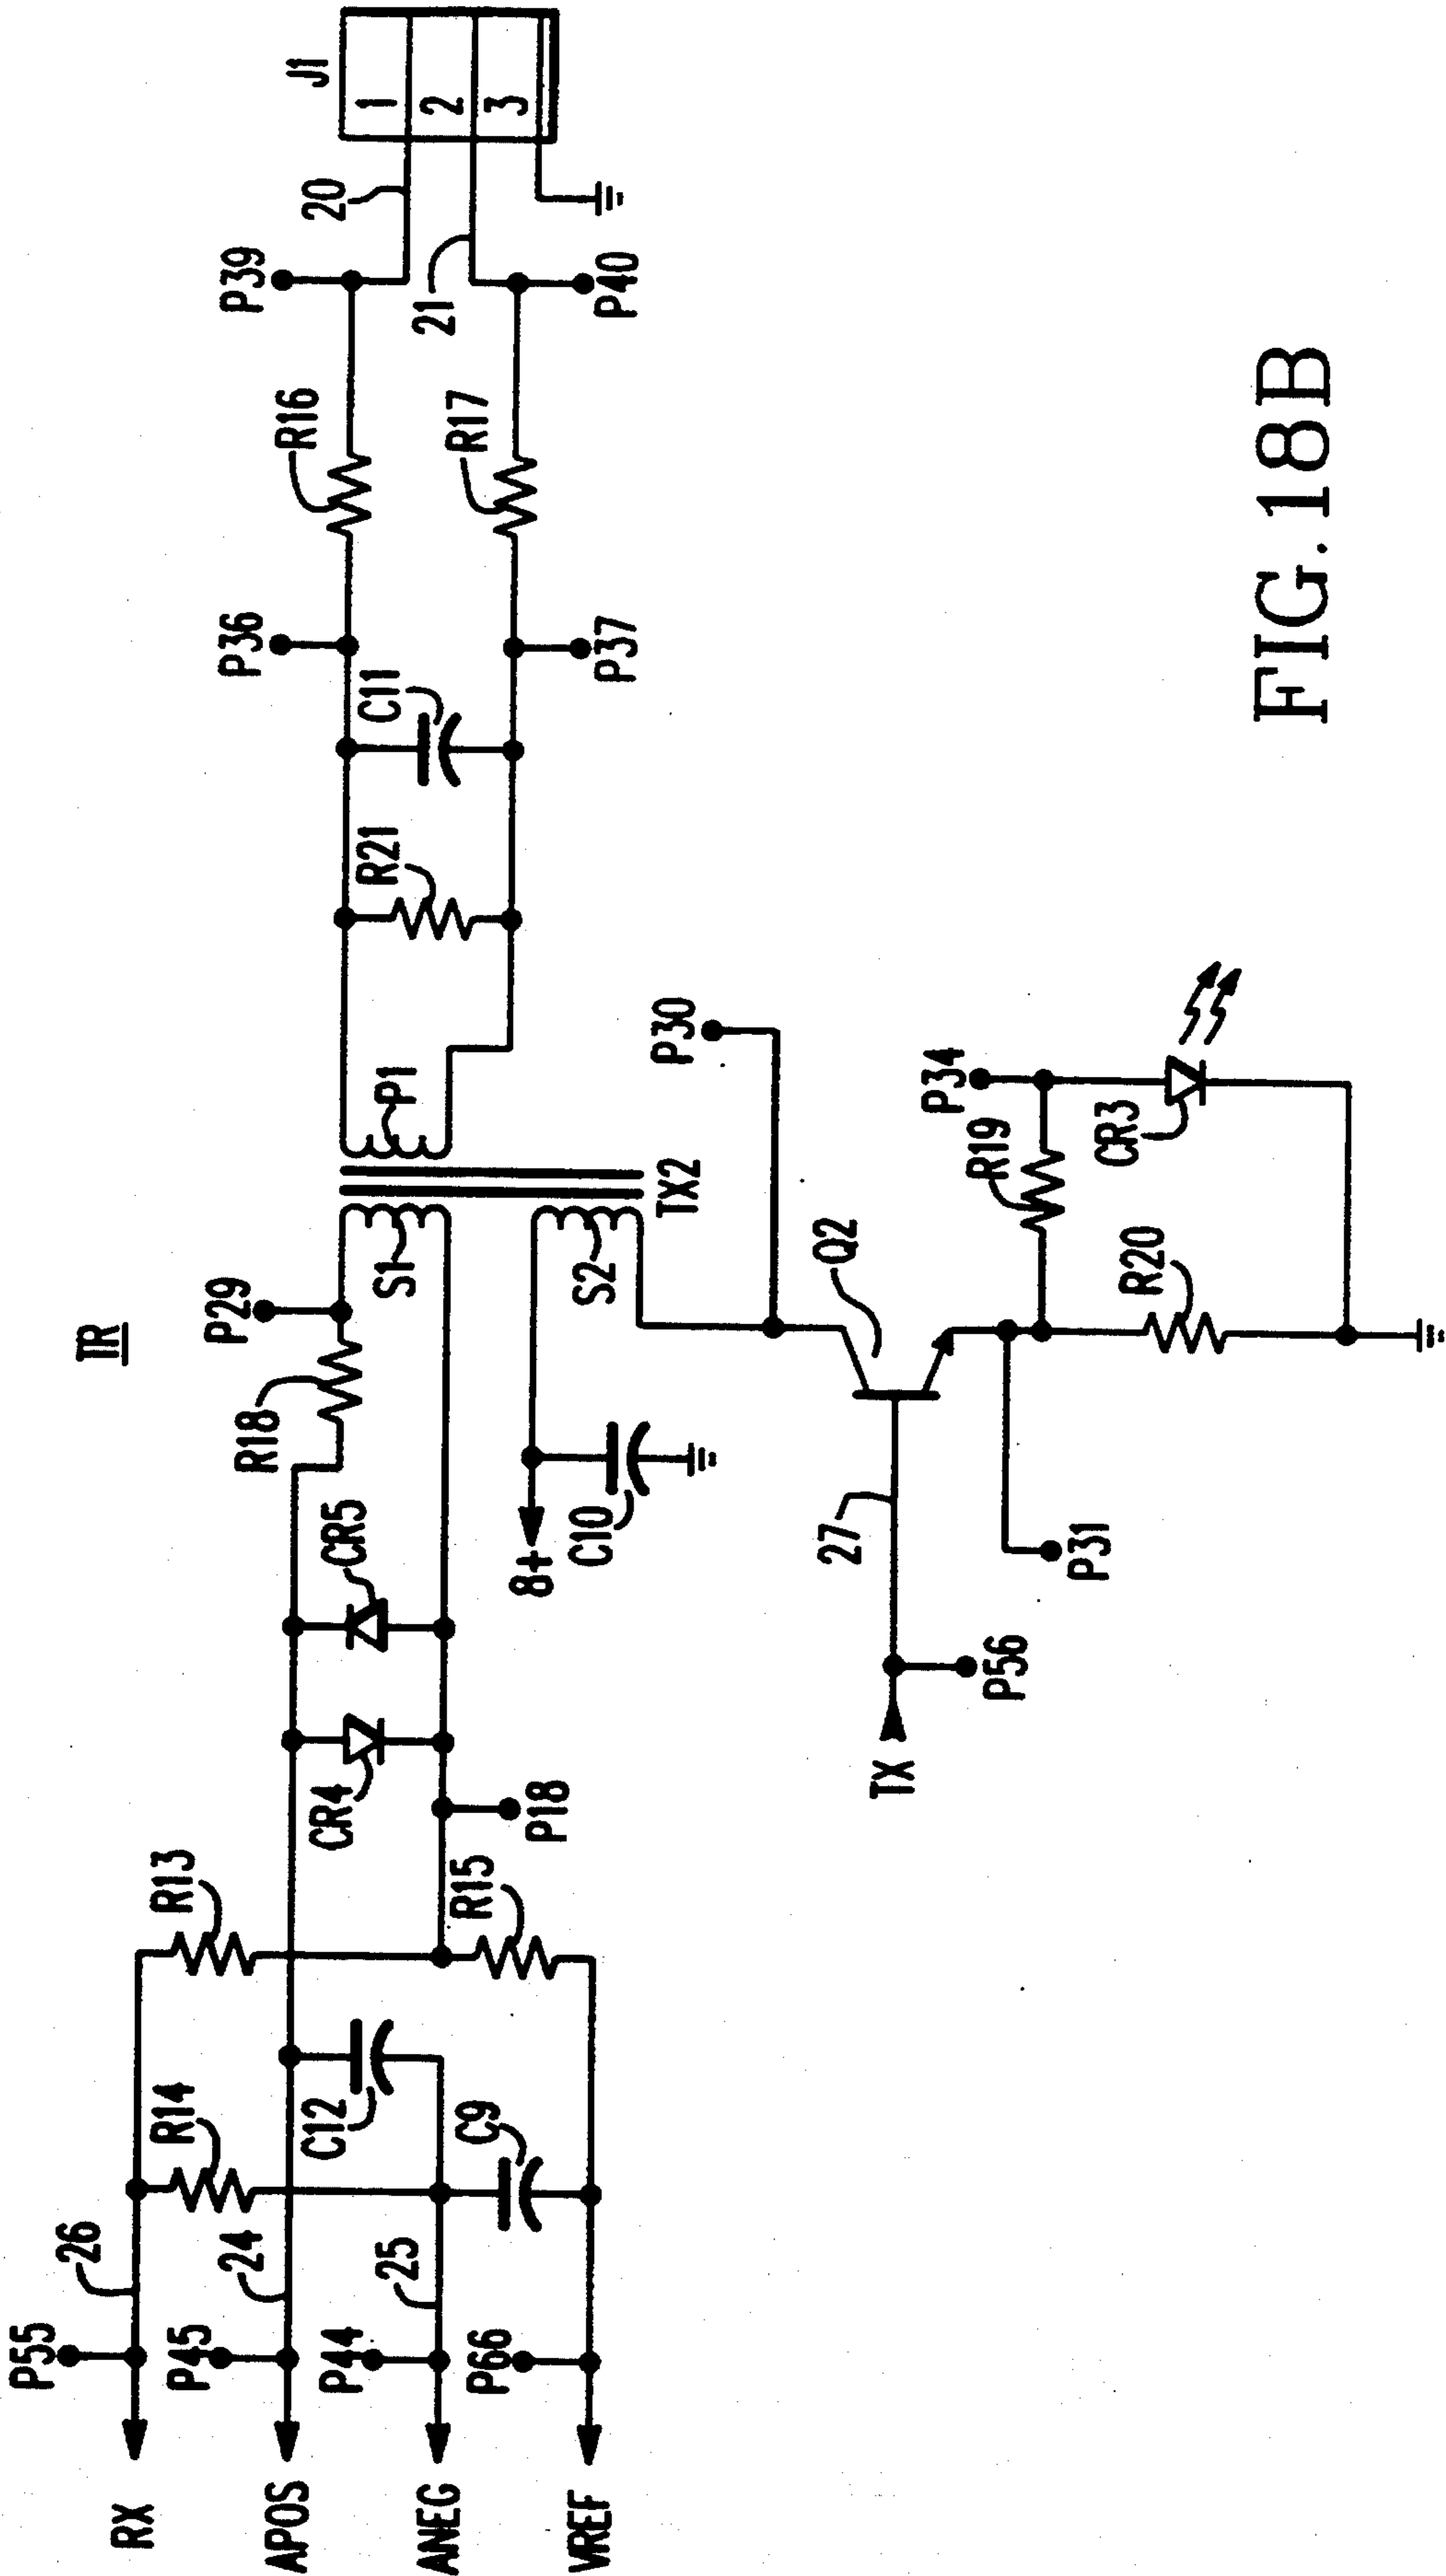 TR
P55
26
R14
R13
RX
P45
24
C12
CR4
CR5
R18
P29
P36
R16
P39
20
J1
1
2
3
APOS
P44
25
C9
R15
P18
S1
P1
R21
C11
R17
21
P37
P40
ANEG
P66
VREF
8+
C10
S2
TX2
P30
TX
P56
27
Q2
P31
R19
P34
R20
CR3
FIG. 18B